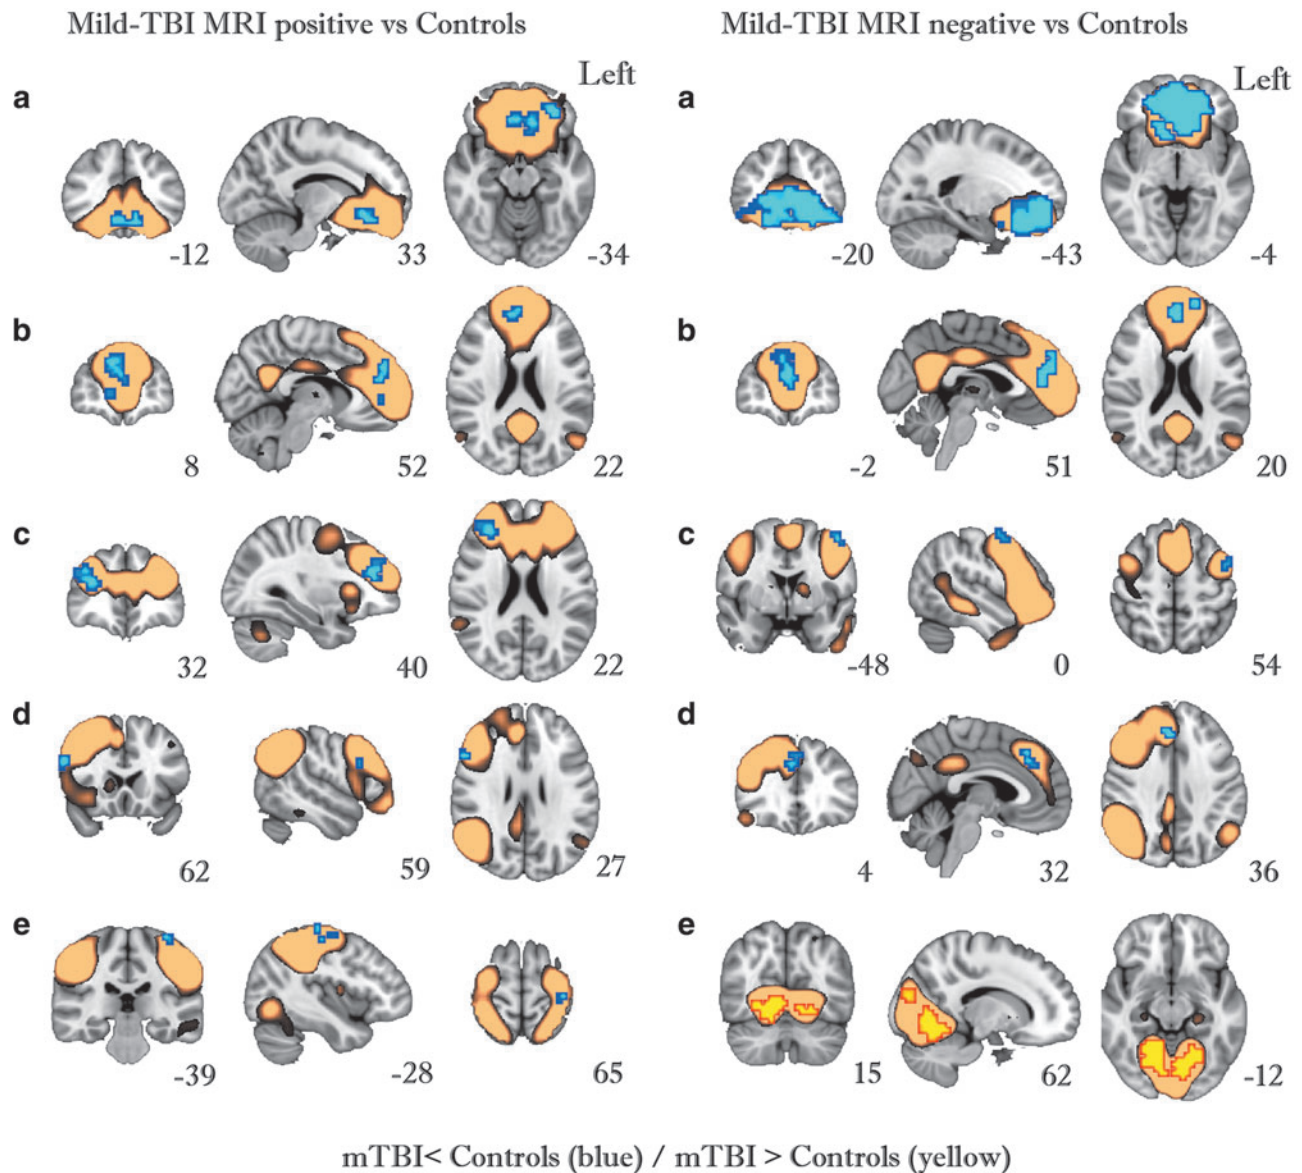 Mild-TBI MRI positive vs Controls
Mild-TBI MRI negative vs Controls
a
Left
-12
33
-34
b
8
52
22
c
32
40
22
d
62
59
27
e
-39
-28
65
a
Left
-20
-43
-4
b
-2
51
20
c
-48
0
54
d
4
32
36
e
15
62
-12
mTBI< Controls (blue) / mTBI > Controls (yellow)